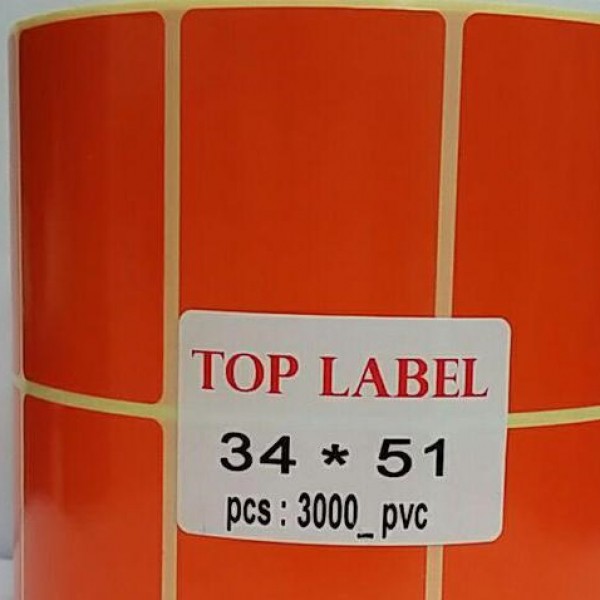 TOP LABEL
34 * 51
pcs : 3000_ pvc